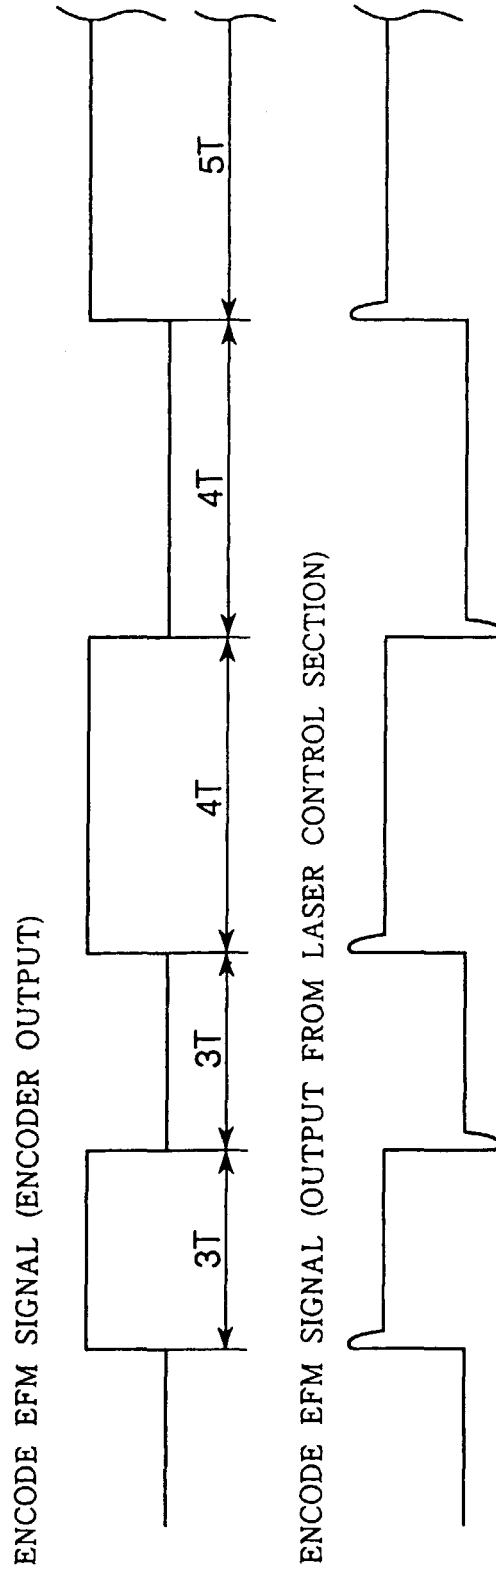 ENCODE EFM SIGNAL (ENCODER OUTPUT)
3T 3T 4T 4T 5T
ENCODE EFM SIGNAL (OUTPUT FROM LASER CONTROL SECTION)